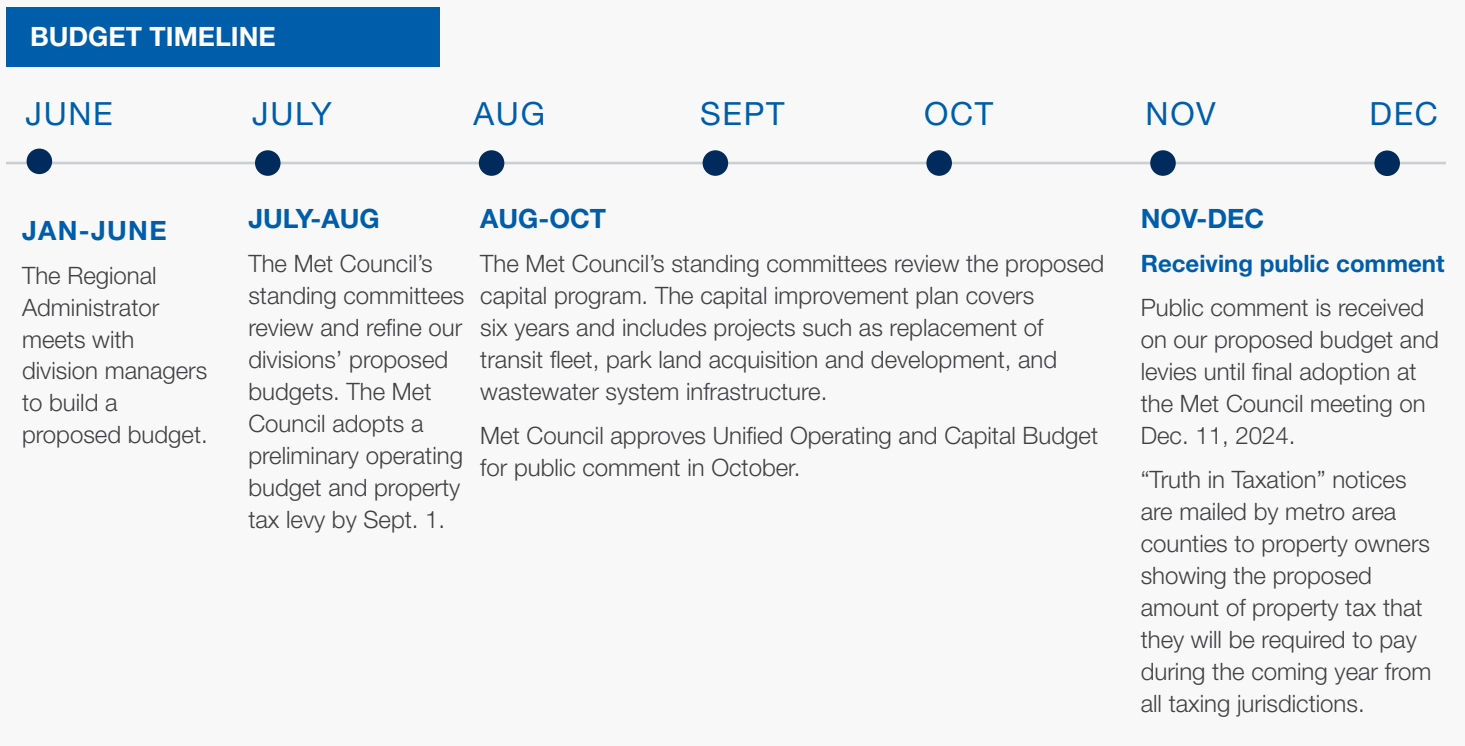 BUDGET TIMELINE
JUNE
JULY
AUG
SEPT
OCT
NOV
DEC
JAN-JUNE
The Regional
Administrator
meets with
division managers
to build a
proposed budget.
JULY-AUG
The Met Council’s
standing committees
review and refine our
divisions’ proposed
budgets. The Met
Council adopts a
preliminary operating
budget and property
tax levy by Sept. 1.
AUG-OCT
The Met Council’s standing committees review the proposed
capital program. The capital improvement plan covers
six years and includes projects such as replacement of
transit fleet, park land acquisition and development, and
wastewater system infrastructure.
Met Council approves Unified Operating and Capital Budget
for public comment in October.
NOV-DEC
Receiving public comment
Public comment is received
on our proposed budget and
levies until final adoption at
the Met Council meeting on
Dec. 11, 2024.
“Truth in Taxation” notices
are mailed by metro area
counties to property owners
showing the proposed
amount of property tax that
they will be required to pay
during the coming year from
all taxing jurisdictions.